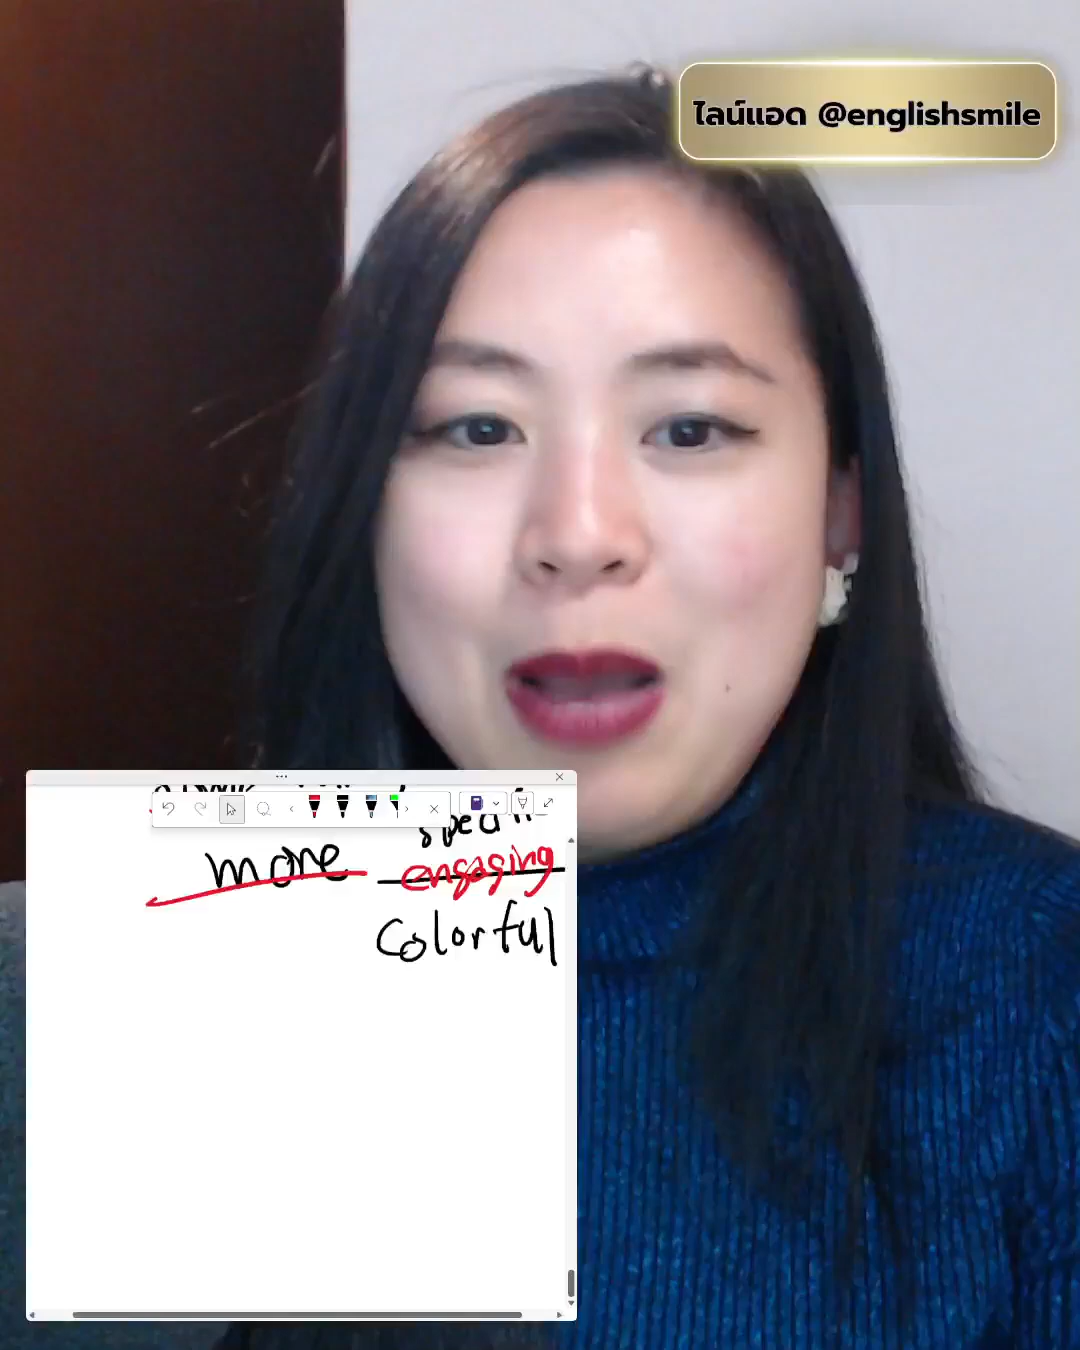 ไลน์แอด @englishsmile
more
engaging
colorful